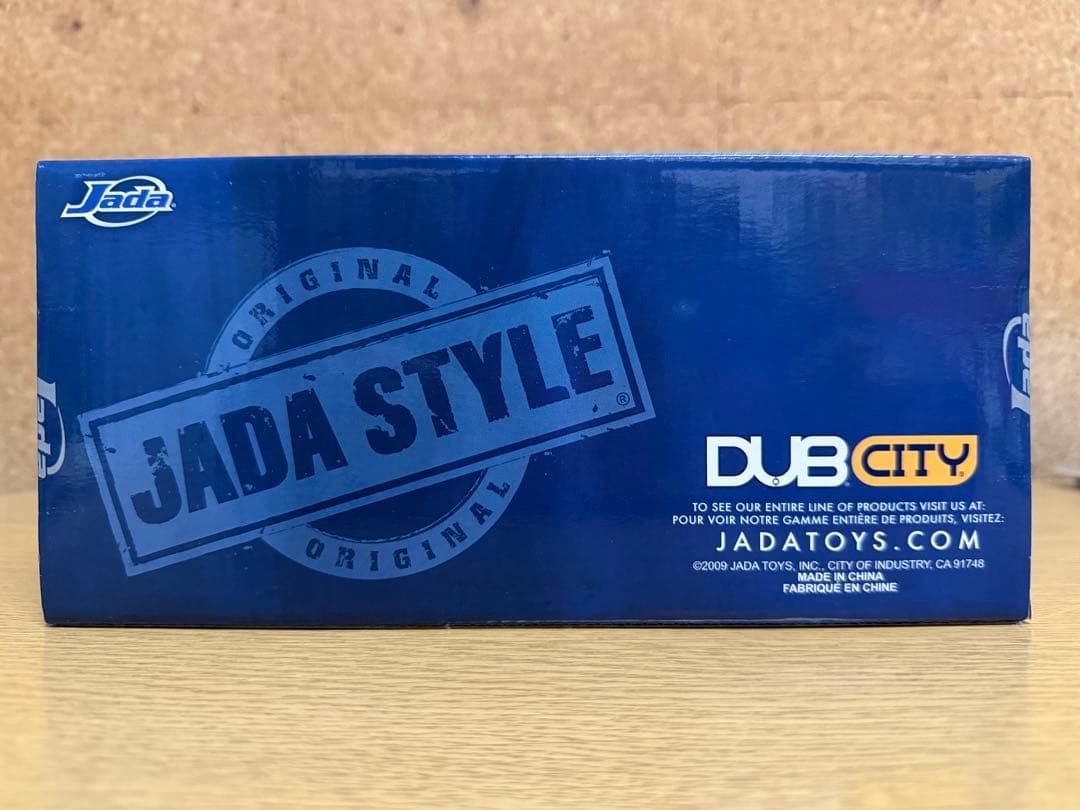 Jada
ORIGINAL
JADA STYLE®
ORIGINAL
Jada
Jada
DUB CITY®
TO SEE OUR ENTIRE LINE OF PRODUCTS VISIT US AT:
POUR VOIR NOTRE GAMME ENTIÈRE DE PRODUITS, VISITEZ:
JADATOYS.COM
©2009 JADA TOYS, INC., CITY OF INDUSTRY, CA 91748
MADE IN CHINA
FABRIQUÉ EN CHINE